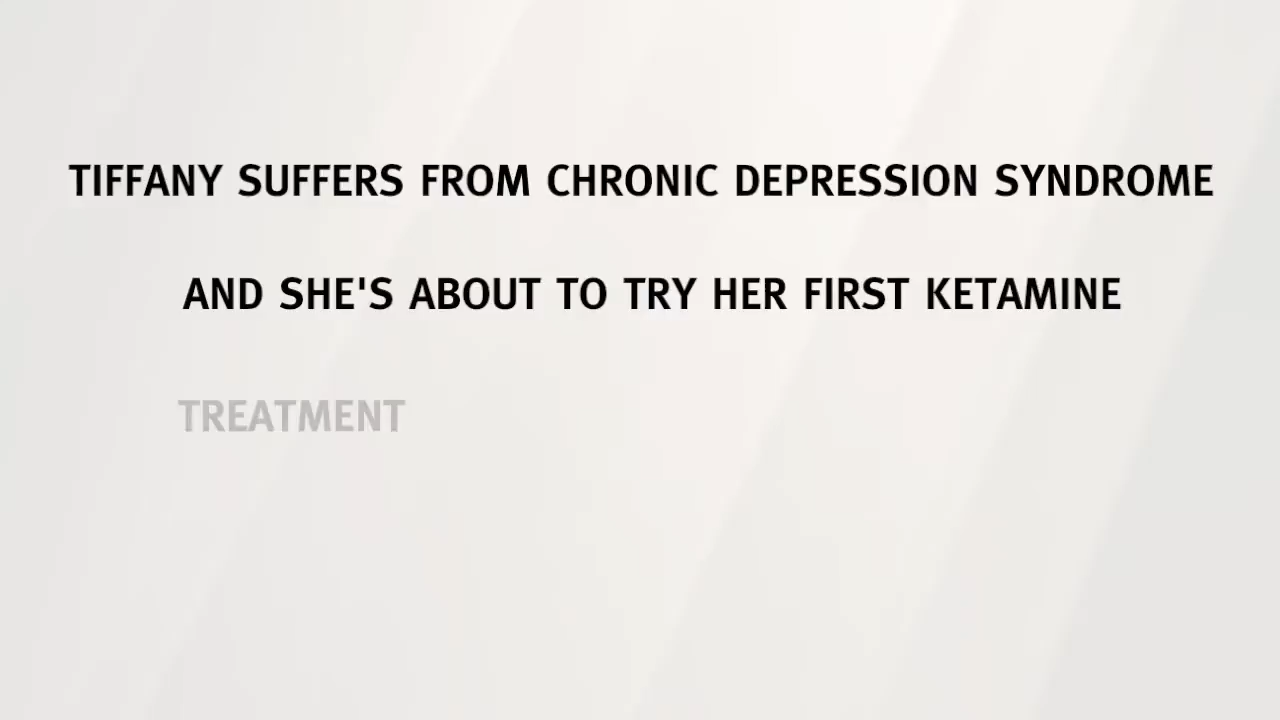 TIFFANY SUFFERS FROM CHRONIC DEPRESSION SYNDROME
AND SHE'S ABOUT TO TRY HER FIRST KETAMINE
TREATMENT